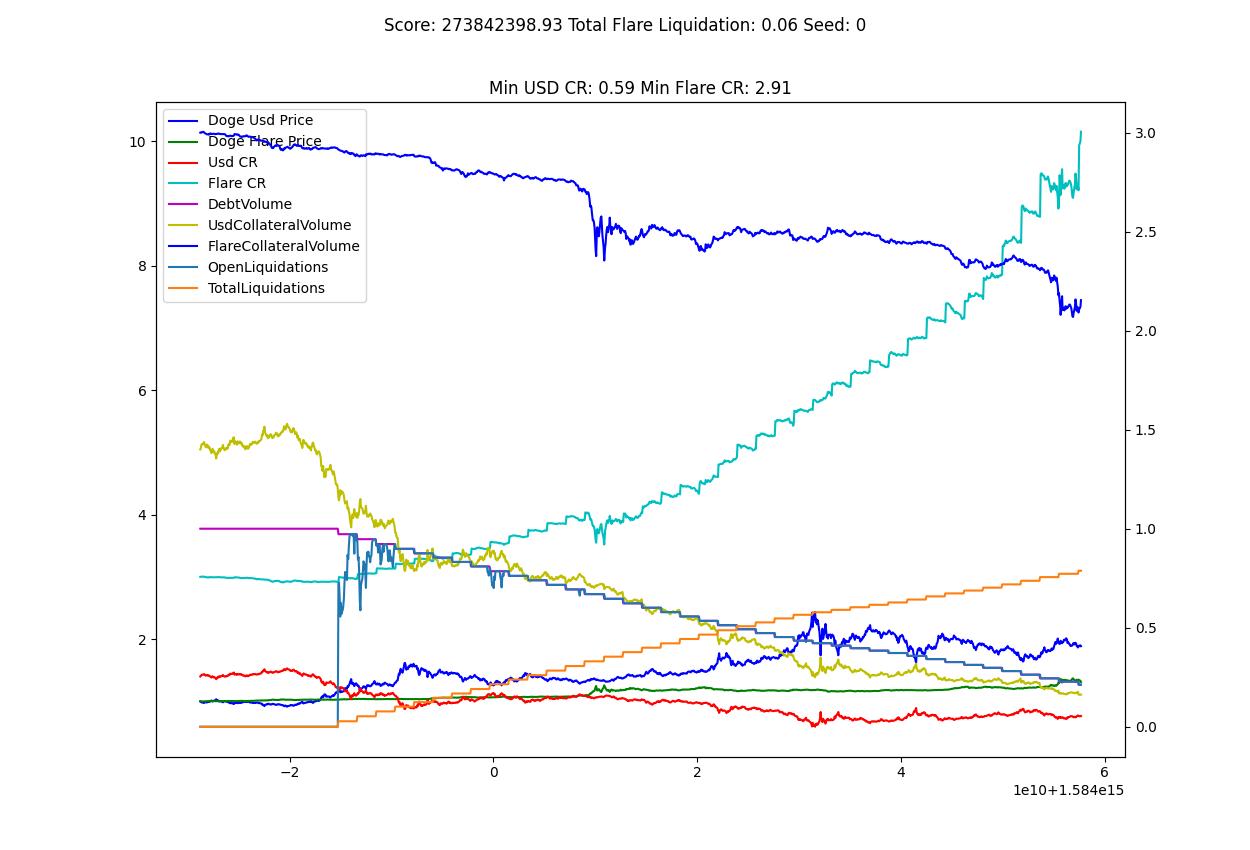 Score: 273842398.93 Total Flare Liquidation: 0.06 Seed: 0
Min USD CR: 0.59 Min Flare CR: 2.91
Doge Usd Price
Doge Flare Price
Usd CR
Flare CR
DebtVolume
UsdCollateralVolume
FlareCollateralVolume
OpenLiquidations
TotalLiquidations
10
8
6
4
2
3.0
2.5
2.0
1.5
1.0
0.5
0.0
−2
0
2
4
6
1e10+1.584e15